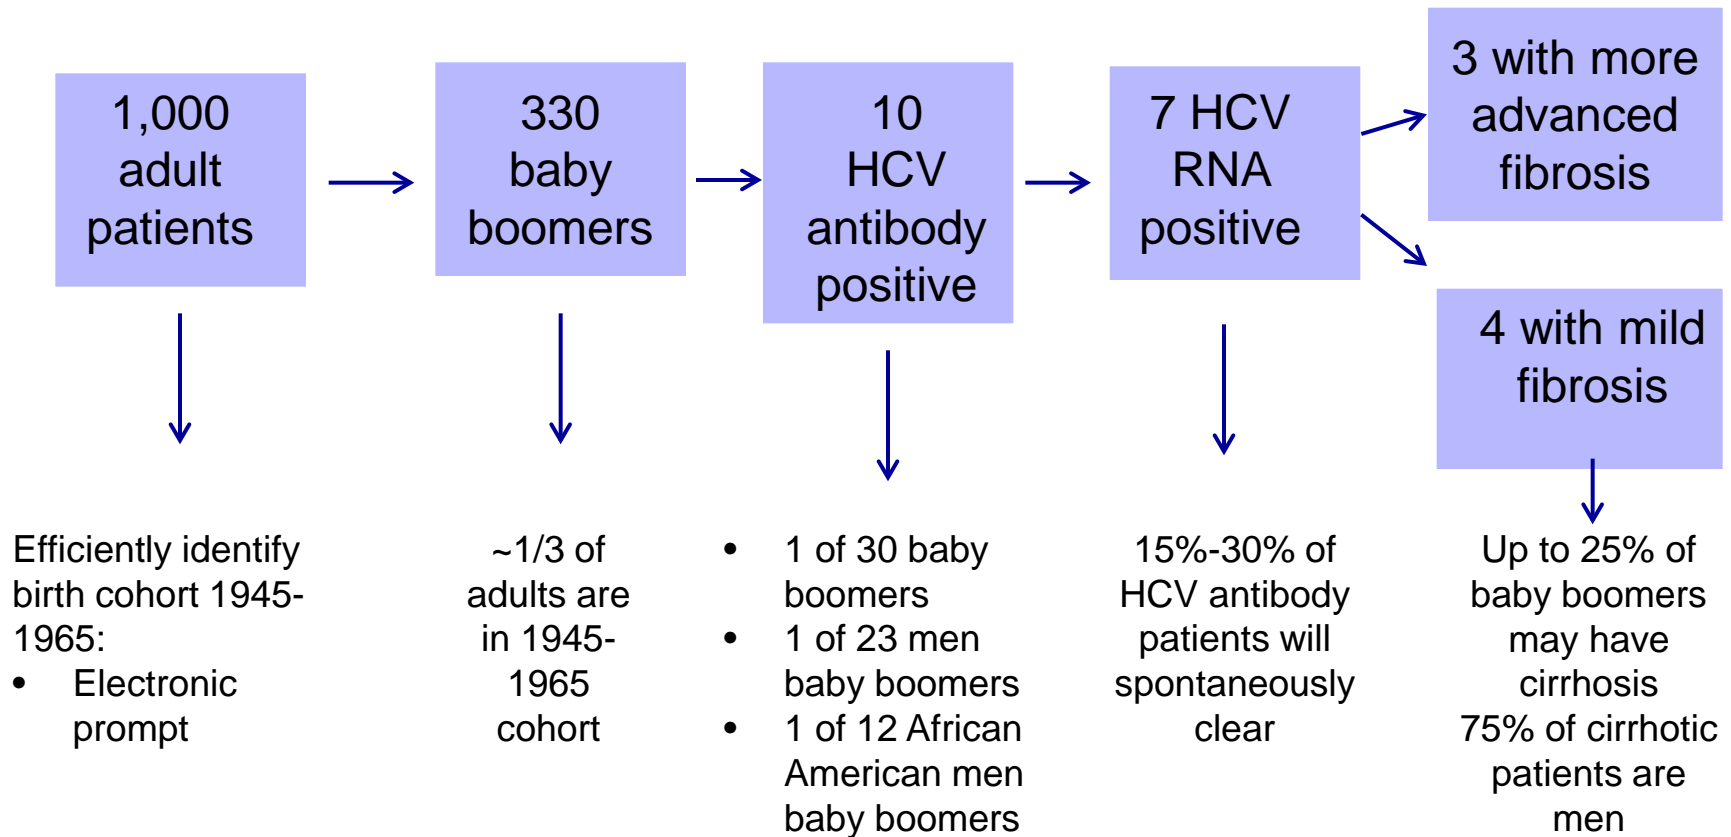 1,000
adult
patients
330
baby
boomers
10
HCV
antibody
positive
7 HCV
RNA
positive
3 with more
advanced
fibrosis
4 with mild
fibrosis
Efficiently identify
birth cohort 1945-
1965:
• Electronic
prompt
~1/3 of
adults are
in 1945-
1965
cohort
• 1 of 30 baby
boomers
• 1 of 23 men
baby boomers
• 1 of 12 African
American men
baby boomers
15%-30% of
HCV antibody
patients will
spontaneously
clear
Up to 25% of
baby boomers
may have
cirrhosis
75% of cirrhotic
patients are
men